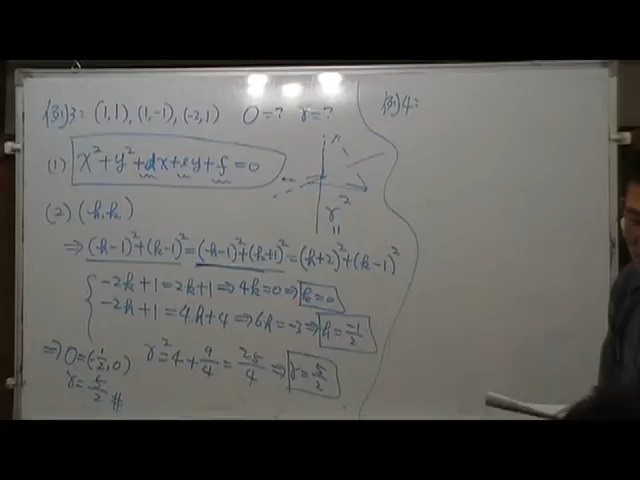 例3: (1,1), (1,-1), (-2,1) O=? r=?
(1) x²+y²+dx+ey+f=0
(2) (h,k)
r²
⇒ (h-1)²+(k-1)²=(h-1)²+(k+1)²=(h+2)²+(k-1)²
-2k+1=2k+1⇒4k=0⇒k=0
-2h+1=4h+4⇒6h=-3⇒h=-1/2
⇒ O=(-1/2,0) r²=4+9/4=25/4⇒r=5/2
r=5/2 #
例4: